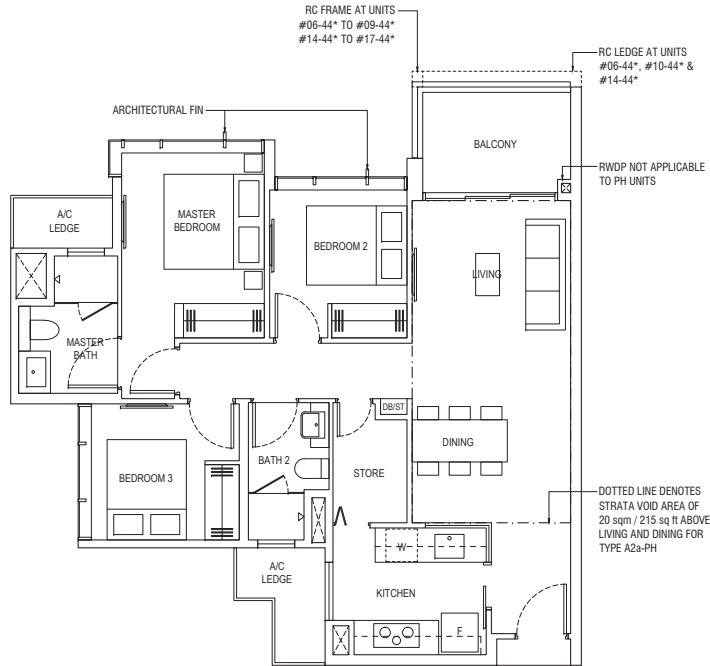 RC FRAME AT UNITS
#06-44* TO #09-44*
#14-44* TO #17-44*
RC LEDGE AT UNITS
#06-44*, #10-44* &
#14-44*
ARCHITECTURAL FIN
BALCONY
RWDP NOT APPLICABLE
TO PH UNITS
A/C
LEDGE
MASTER
BEDROOM
BEDROOM 2
LIVING
MASTER
BATH
DB/ST
DINING
BEDROOM 3
BATH 2
STORE
DOTTED LINE DENOTES
STRATA VOID AREA OF
20 sqm / 215 sq ft ABOVE
LIVING AND DINING FOR
TYPE A2a-PH
W
A/C
LEDGE
KITCHEN
F